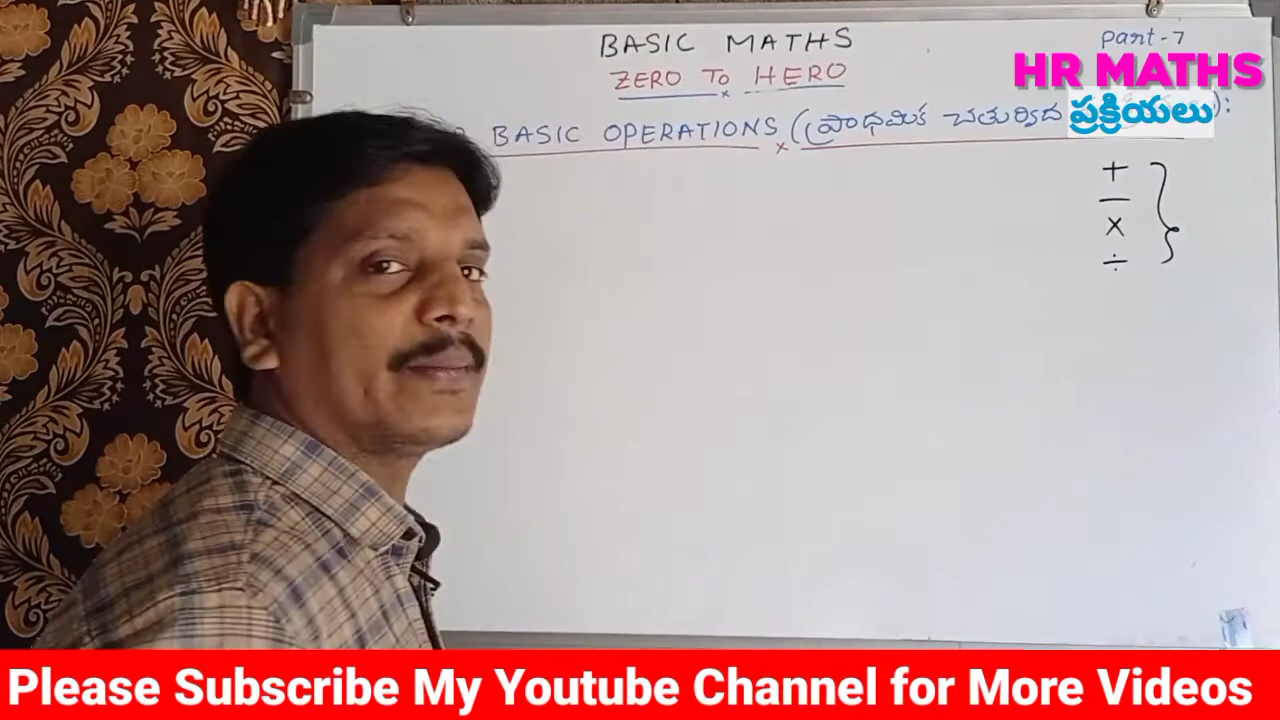 BASIC MATHS
Part-7
HR MATHS
ZERO TO HERO
BASIC OPERATIONS (ప్రాథమిక చతుర్విద ప్రక్రియలు):
+
−
×
÷
Please Subscribe My Youtube Channel for More Videos